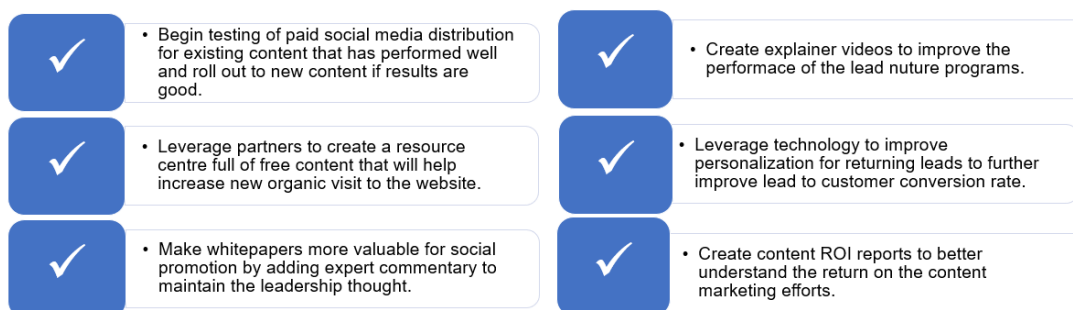 • Begin testing of paid social media distribution
for existing content that has performed well
and roll out to new content if results are
good.
• Leverage partners to create a resource
centre full of free content that will help
increase new organic visit to the website.
• Make whitepapers more valuable for social
promotion by adding expert commentary to
maintain the leadership thought.
• Create explainer videos to improve the
performace of the lead nuture programs.
• Leverage technology to improve
personalization for returning leads to further
improve lead to customer conversion rate.
• Create content ROI reports to better
understand the return on the content
marketing efforts.